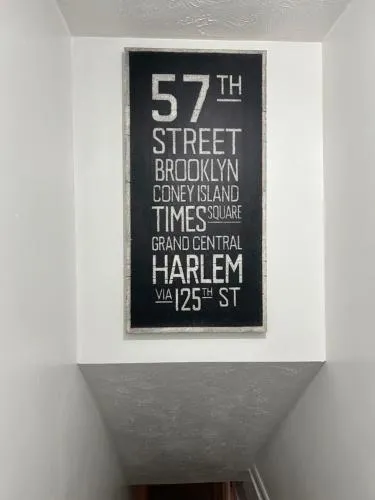 57TH
STREET
BROOKLYN
CONEY ISLAND
TIMES SQUARE
GRAND CENTRAL
HARLEM
VIA 125TH ST